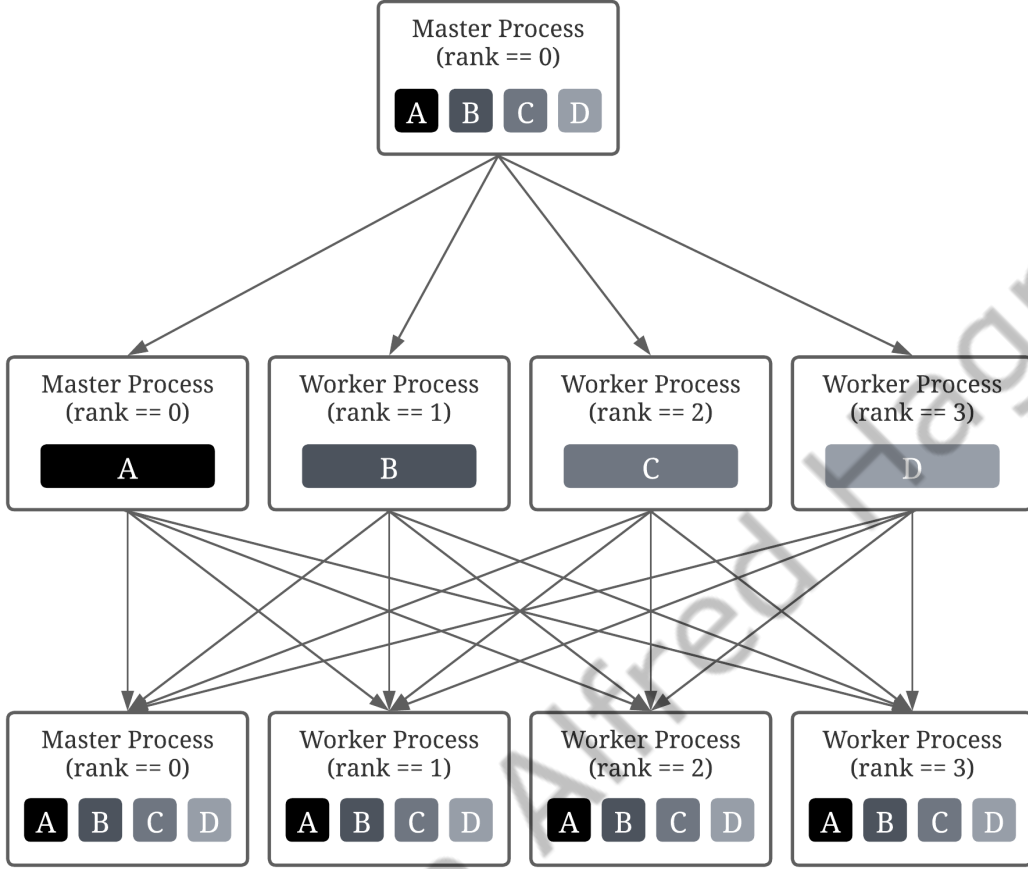 Master Process
(rank == 0)
A B C D
Master Process
(rank == 0)
A
Worker Process
(rank == 1)
B
Worker Process
(rank == 2)
C
Worker Process
(rank == 3)
D
Master Process
(rank == 0)
A B C D
Worker Process
(rank == 1)
A B C D
Worker Process
(rank == 2)
A B C D
Worker Process
(rank == 3)
A B C D
Alfred